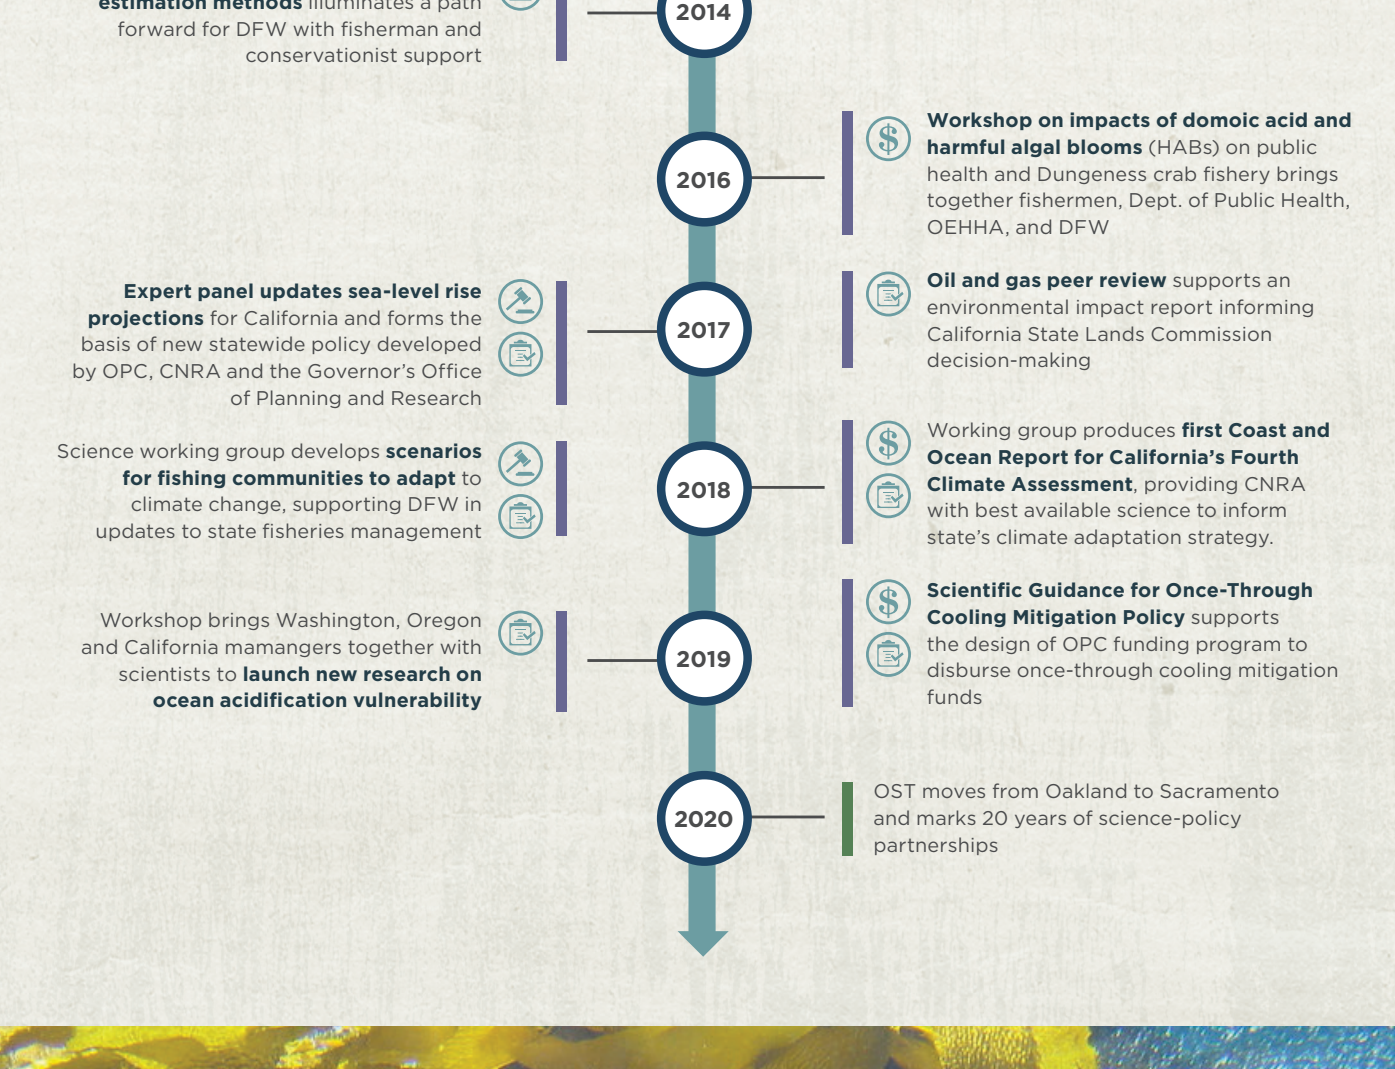 estimation methods illuminates a path
forward for DFW with fisherman and
conservationist support
2014
2016
Workshop on impacts of domoic acid and
harmful algal blooms (HABs) on public
health and Dungeness crab fishery brings
together fishermen, Dept. of Public Health,
OEHHA, and DFW
Expert panel updates sea-level rise
projections for California and forms the
basis of new statewide policy developed
by OPC, CNRA and the Governor's Office
of Planning and Research
2017
Oil and gas peer review supports an
environmental impact report informing
California State Lands Commission
decision-making
Science working group develops scenarios
for fishing communities to adapt to
climate change, supporting DFW in
updates to state fisheries management
2018
Working group produces first Coast and
Ocean Report for California's Fourth
Climate Assessment, providing CNRA
with best available science to inform
state's climate adaptation strategy.
Workshop brings Washington, Oregon
and California mamangers together with
scientists to launch new research on
ocean acidification vulnerability
2019
Scientific Guidance for Once-Through
Cooling Mitigation Policy supports
the design of OPC funding program to
disburse once-through cooling mitigation
funds
2020
OST moves from Oakland to Sacramento
and marks 20 years of science-policy
partnerships